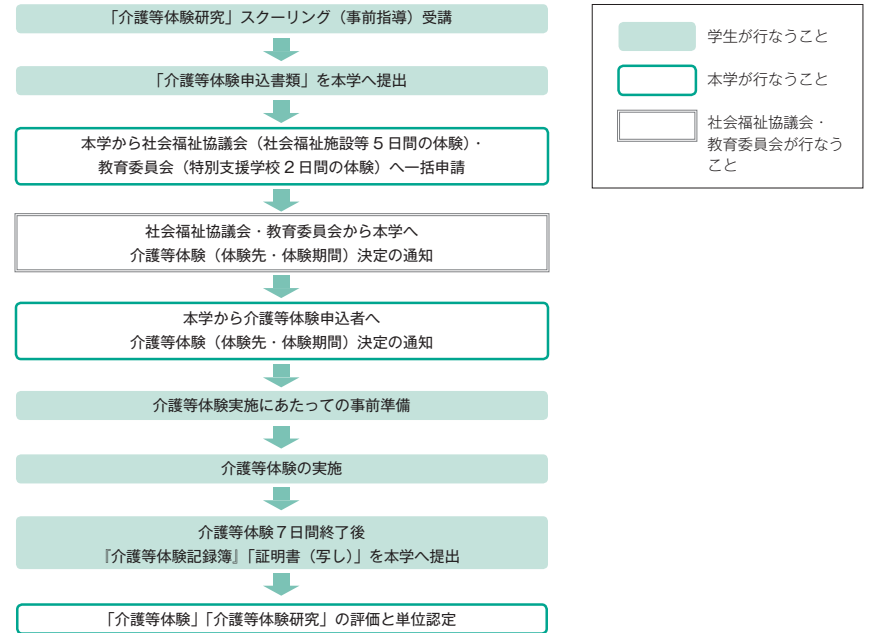 「介護等体験研究」スクーリング（事前指導）受講
「介護等体験申込書類」を本学へ提出
本学から社会福祉協議会（社会福祉施設等５日間の体験）・
教育委員会（特別支援学校２日間の体験）へ一括申請
社会福祉協議会・教育委員会から本学へ
介護等体験（体験先・体験期間）決定の通知
本学から介護等体験申込者へ
介護等体験（体験先・体験期間）決定の通知
介護等体験実施にあたっての事前準備
介護等体験の実施
介護等体験７日間終了後
『介護等体験記録簿』「証明書（写し）」を本学へ提出
「介護等体験」「介護等体験研究」の評価と単位認定
学生が行なうこと
本学が行なうこと
社会福祉協議会・
教育委員会が行なう
こと